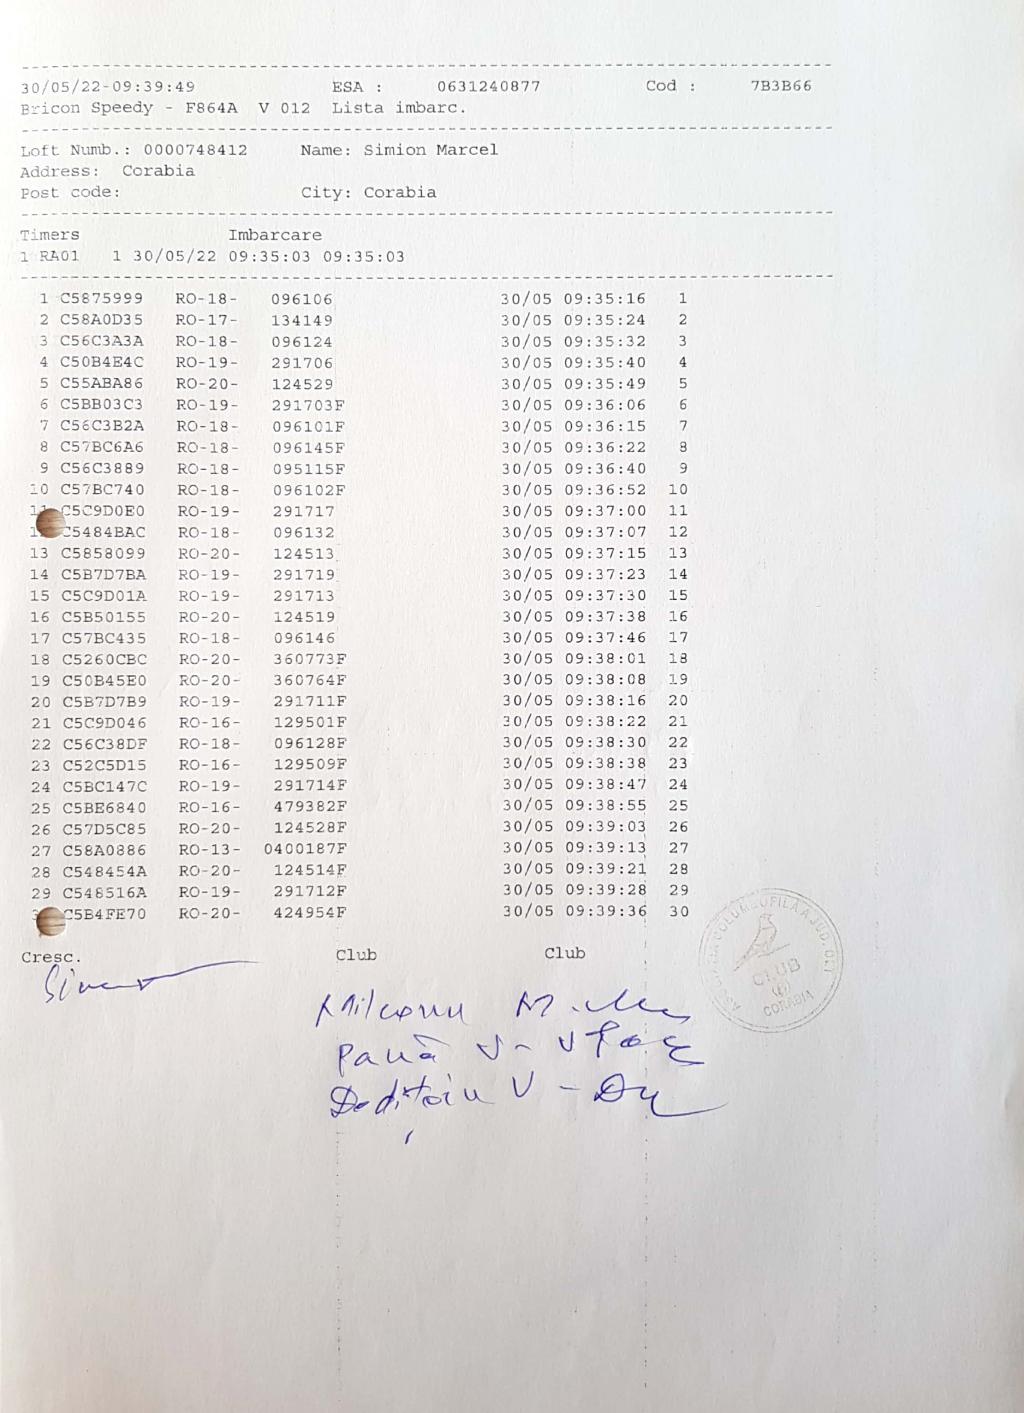 30/05/22-09:39:49 ESA : 0631240877 Cod : 7B3B66
Bricon Speedy - F864A V 012 Lista imbarc.
Loft Numb.: 0000748412 Name: Simion Marcel
Address: Corabia
Post code: City: Corabia
Timers Imbarcare
1 RA01 1 30/05/22 09:35:03 09:35:03
1 C5875999 RO-18- 096106 30/05 09:35:16 1
2 C58A0D35 RO-17- 134149 30/05 09:35:24 2
3 C56C3A3A RO-18- 096124 30/05 09:35:32 3
4 C50B4E4C RO-19- 291706 30/05 09:35:40 4
5 C55ABA86 RO-20- 124529 30/05 09:35:49 5
6 C5BB03C3 RO-19- 291703F 30/05 09:36:06 6
7 C56C3B2A RO-18- 096101F 30/05 09:36:15 7
8 C57BC6A6 RO-18- 096145F 30/05 09:36:22 8
9 C56C3889 RO-18- 095115F 30/05 09:36:40 9
10 C57BC740 RO-18- 096102F 30/05 09:36:52 10
11 C5C9D0E0 RO-19- 291717 30/05 09:37:00 11
C5484BAC RO-18- 096132 30/05 09:37:07 12
13 C5858099 RO-20- 124513 30/05 09:37:15 13
14 C5B7D7BA RO-19- 291719 30/05 09:37:23 14
15 C5C9D01A RO-19- 291713 30/05 09:37:30 15
16 C5B50155 RO-20- 124519 30/05 09:37:38 16
17 C57BC435 RO-18- 096146 30/05 09:37:46 17
18 C5260CBC RO-20- 360773F 30/05 09:38:01 18
19 C50B45E0 RO-20- 360764F 30/05 09:38:08 19
20 C5B7D7B9 RO-19- 291711F 30/05 09:38:16 20
21 C5C9D046 RO-16- 129501F 30/05 09:38:22 21
22 C56C38DF RO-18- 096128F 30/05 09:38:30 22
23 C52C5D15 RO-16- 129509F 30/05 09:38:38 23
24 C5BC147C RO-19- 291714F 30/05 09:38:47 24
25 C5BE6840 RO-16- 479382F 30/05 09:38:55 25
26 C57D5C85 RO-20- 124528F 30/05 09:39:03 26
27 C58A0886 RO-13- 0400187F 30/05 09:39:13 27
28 C548454A RO-20- 124514F 30/05 09:39:21 28
29 C548516A RO-19- 291712F 30/05 09:39:28 29
C5B4FE70 RO-20- 424954F 30/05 09:39:36 30
Cresc. Club Club
CLUB
CORABIA
Pană V-